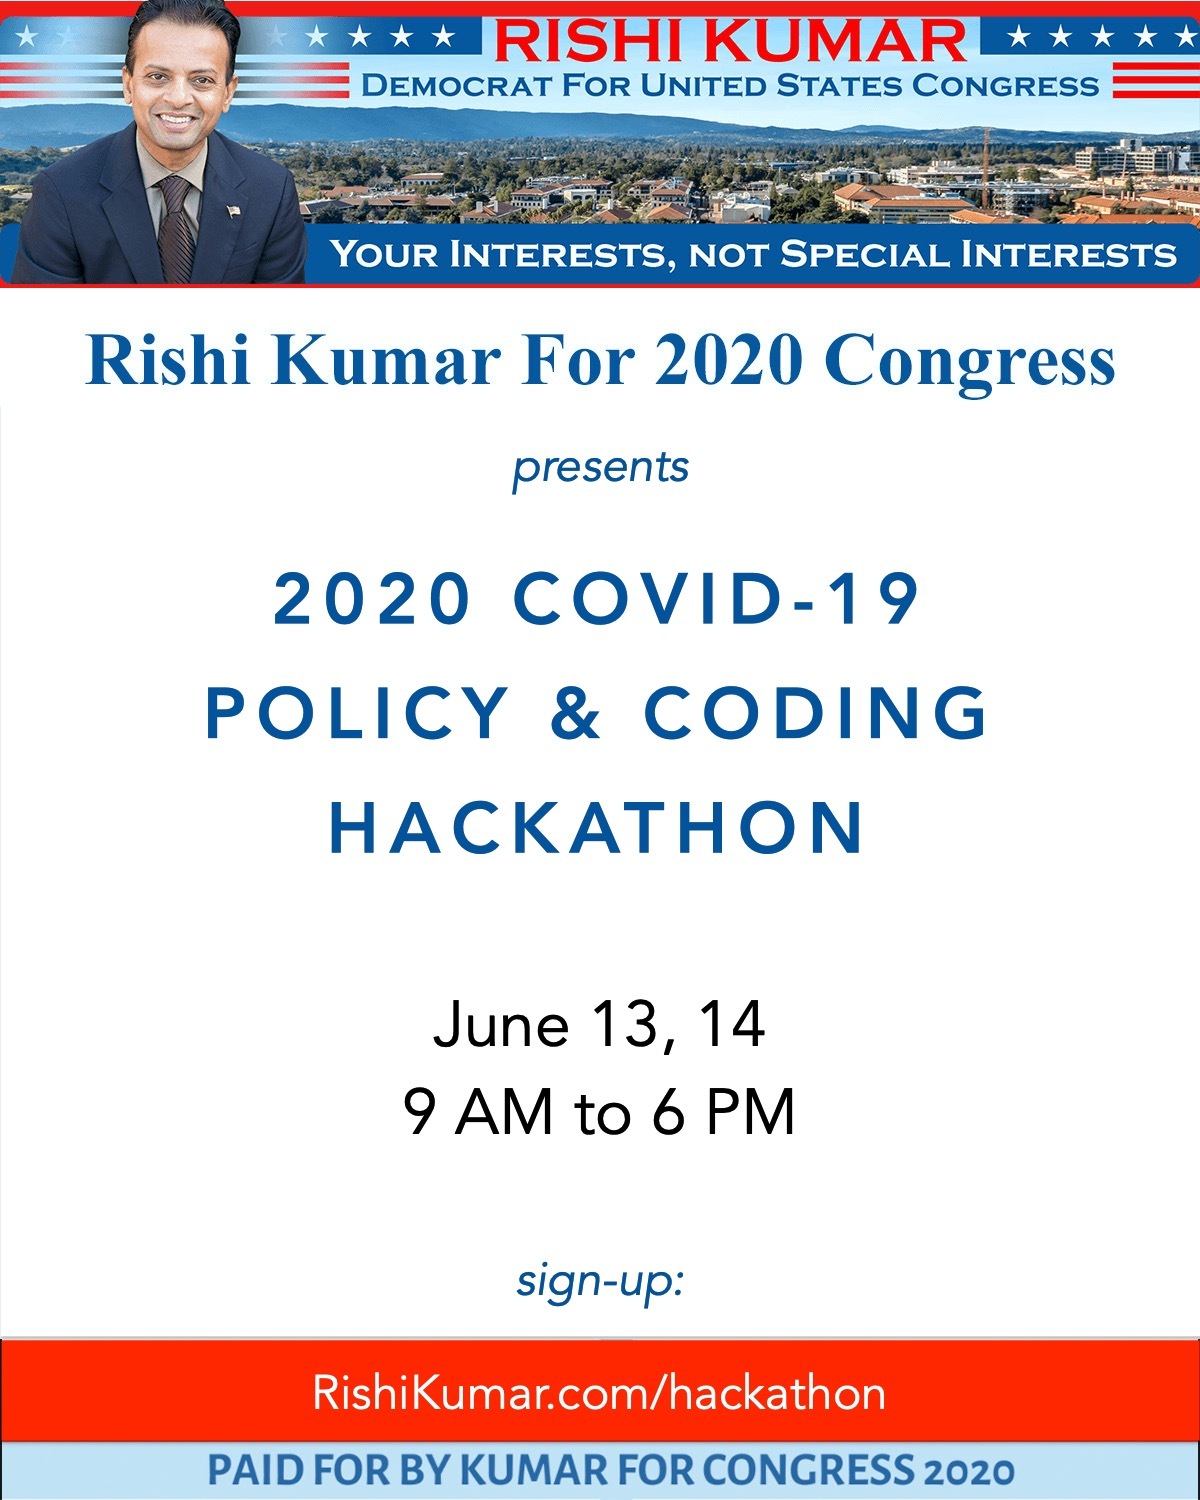 RISHI KUMAR
DEMOCRAT FOR UNITED STATES CONGRESS
YOUR INTERESTS, NOT SPECIAL INTERESTS
Rishi Kumar For 2020 Congress
presents
2020 COVID-19
POLICY & CODING
HACKATHON
June 13, 14
9 AM to 6 PM
sign-up:
RishiKumar.com/hackathon
PAID FOR BY KUMAR FOR CONGRESS 2020